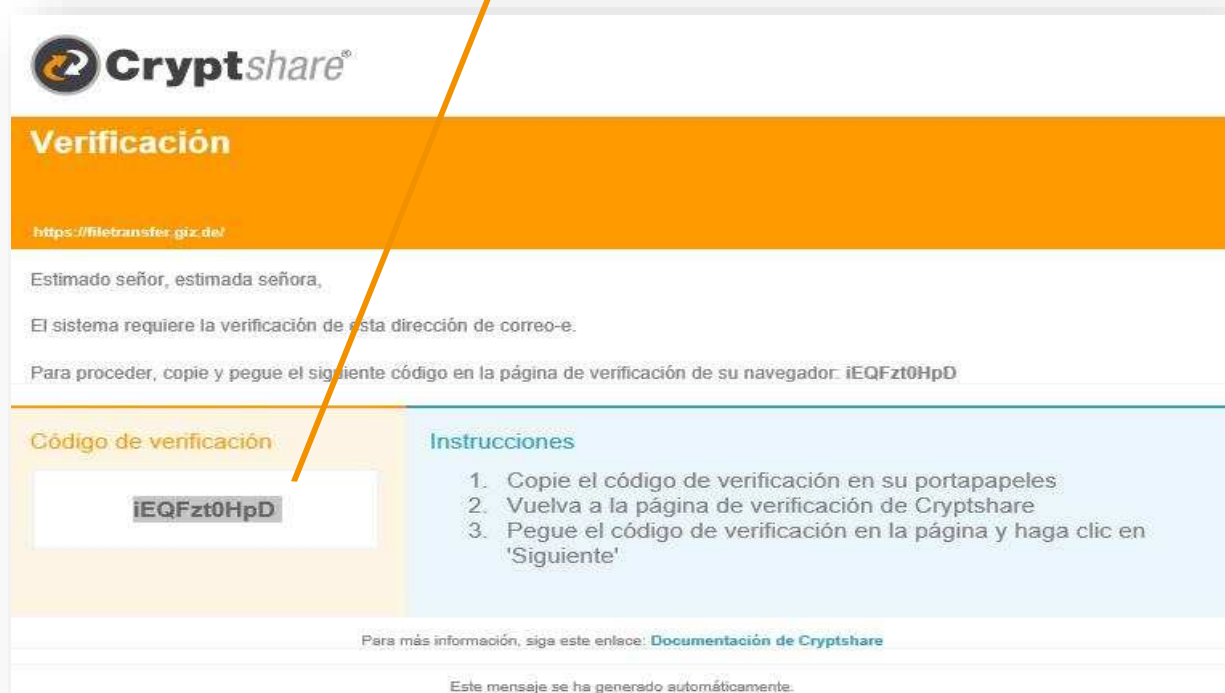 Cryptshare®
Verificación
https://filetransfer.giz.de/
Estimado señor, estimada señora,
El sistema requiere la verificación de esta dirección de correo-e.
Para proceder, copie y pegue el siguiente código en la página de verificación de su navegador: iEQFzt0HpD
Código de verificación
iEQFzt0HpD
Instrucciones
1. Copie el código de verificación en su portapapeles
2. Vuelva a la página de verificación de Cryptshare
3. Pegue el código de verificación en la página y haga clic en
'Siguiente'
Para más información, siga este enlace: Documentación de Cryptshare
Este mensaje se ha generado automáticamente.